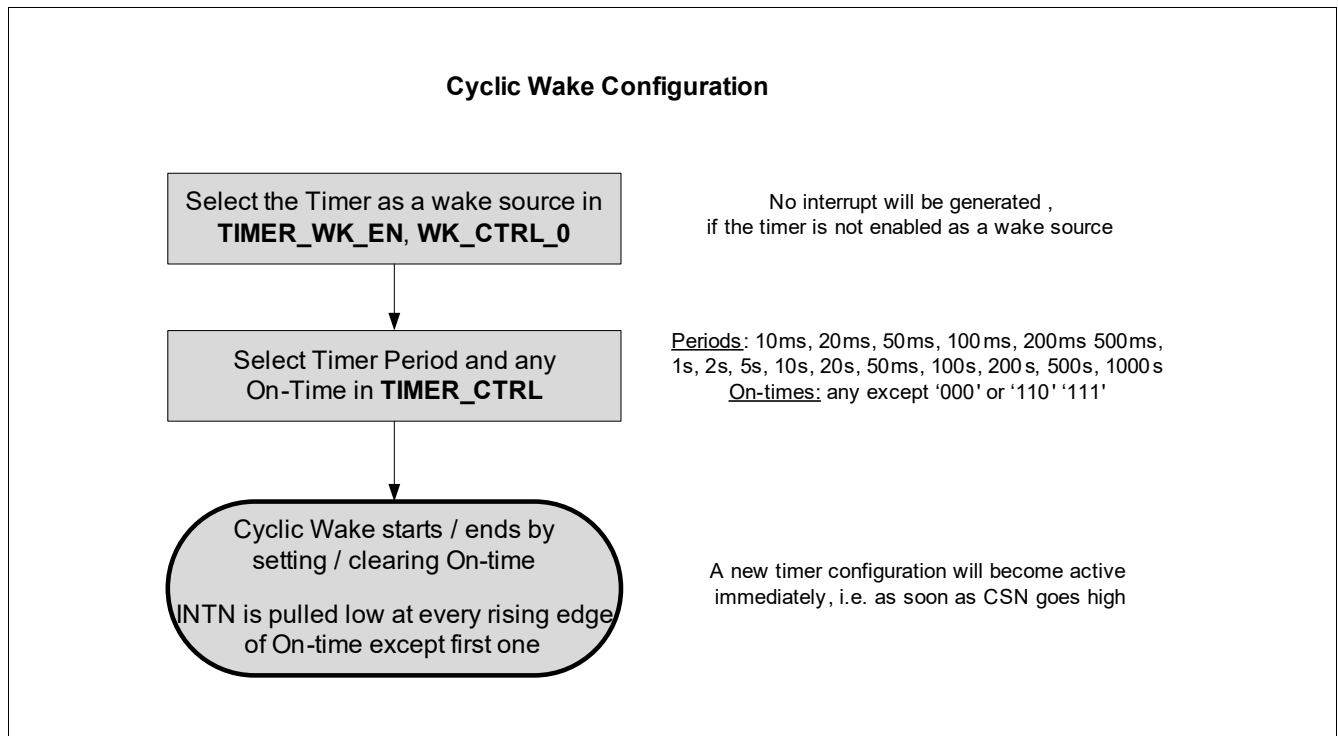 Cyclic Wake Configuration
Select the Timer as a wake source in
TIMER_WK_EN, WK_CTRL_0
No interrupt will be generated ,
if the timer is not enabled as a wake source
Select Timer Period and any
On-Time in TIMER_CTRL
Periods: 10ms, 20ms, 50ms, 100ms, 200ms 500ms,
1s, 2s, 5s, 10s, 20s, 50ms, 100s, 200s, 500s, 1000s
On-times: any except ‘000' or ‘110' ‘111'
Cyclic Wake starts / ends by
setting / clearing On-time
INTN is pulled low at every rising edge
of On-time except first one
A new timer configuration will become active
immediately, i.e. as soon as CSN goes high